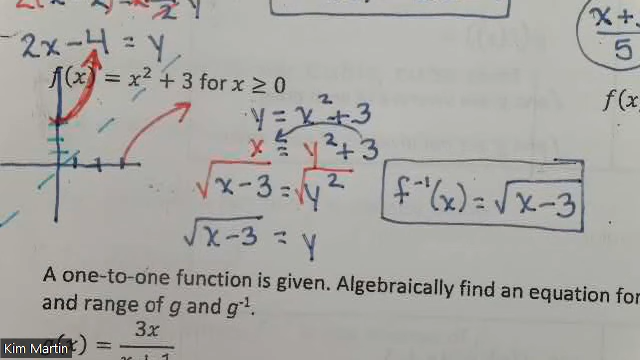 2x-4 = y
x+
5
f(x) = x² + 3 for x ≥ 0
f(x
y = x²+3
x = y²+3
√x-3 = √y²
f⁻¹(x) = √x-3
√x-3 = y
A one-to-one function is given. Algebraically find an equation for
and range of g and g⁻¹.
3x
x) =
Kim Martin